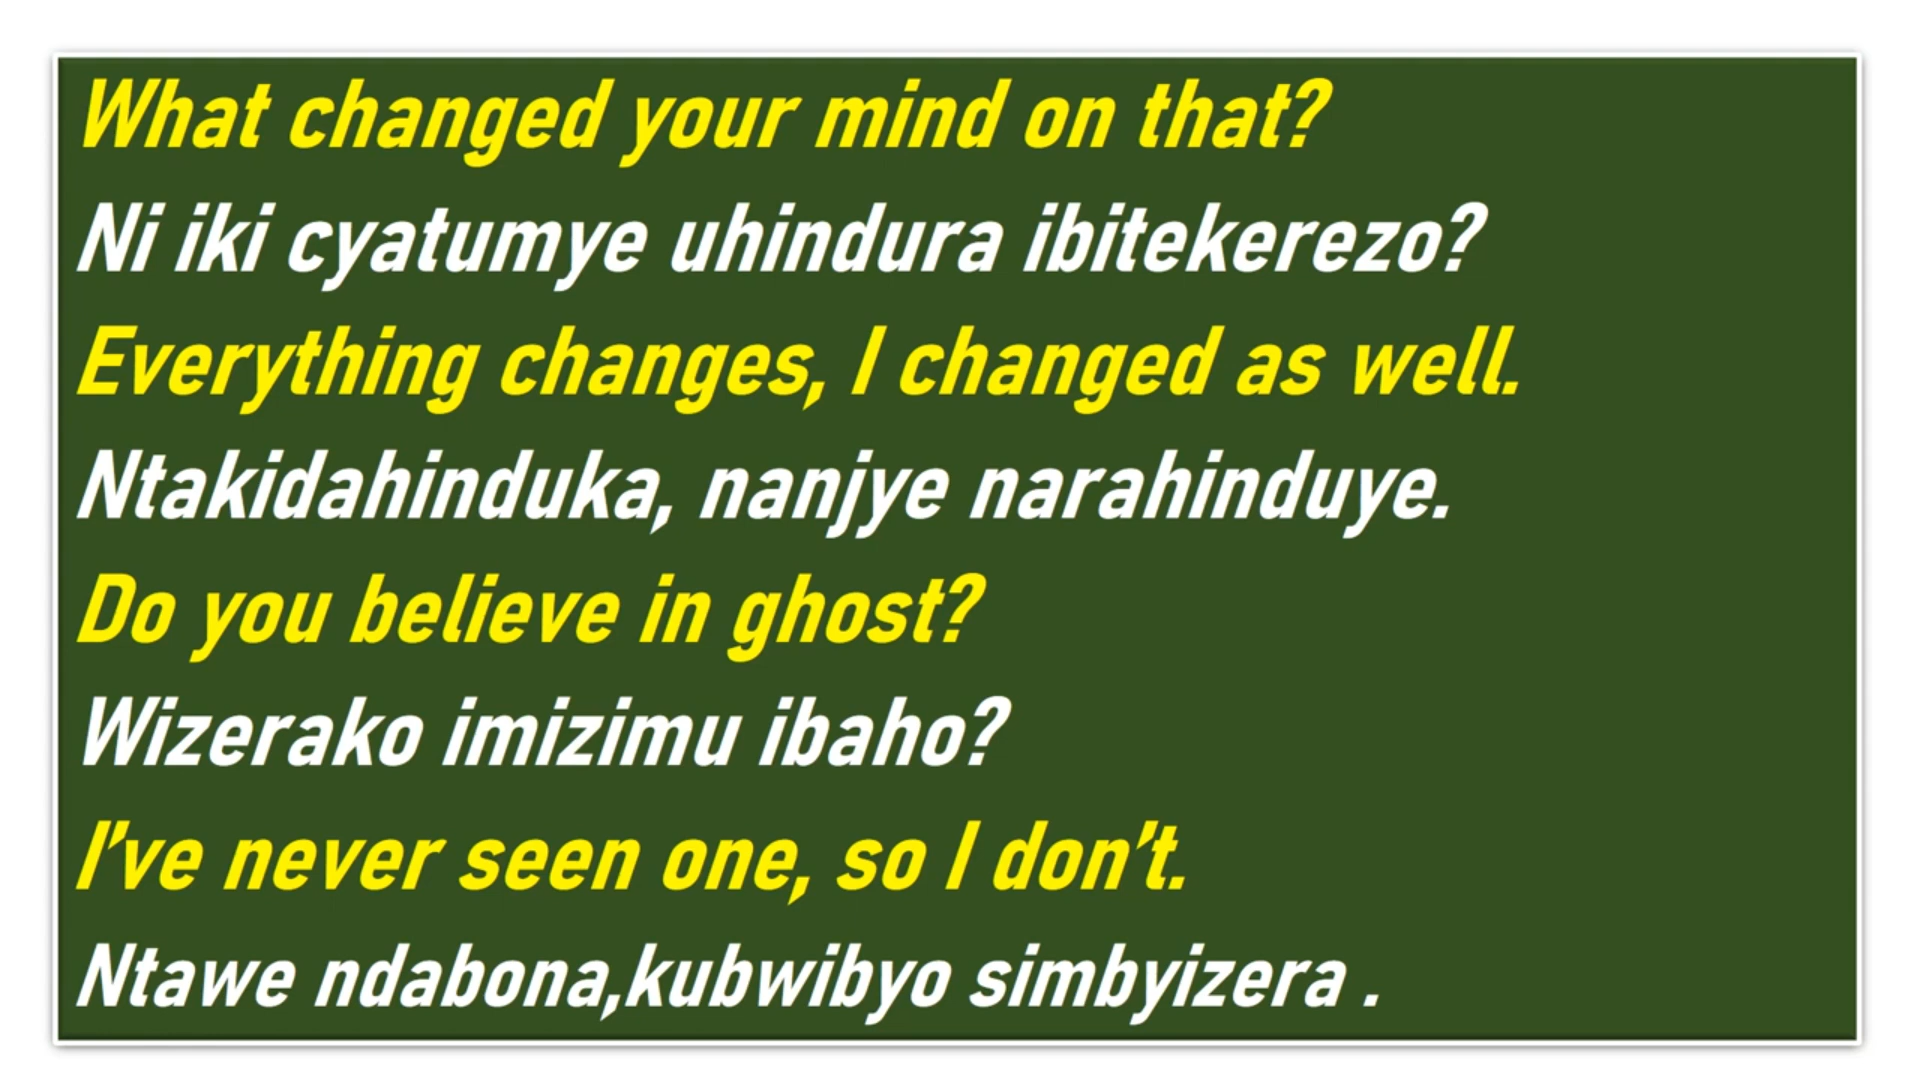 What changed your mind on that?
Ni iki cyatumye uhindura ibitekerezo?
Everything changes, I changed as well.
Ntakidahinduka, nanjye narahinduye.
Do you believe in ghost?
Wizerako imizimu ibaho?
I've never seen one, so I don't.
Ntawe ndabona,kubwibyo simbyizera .